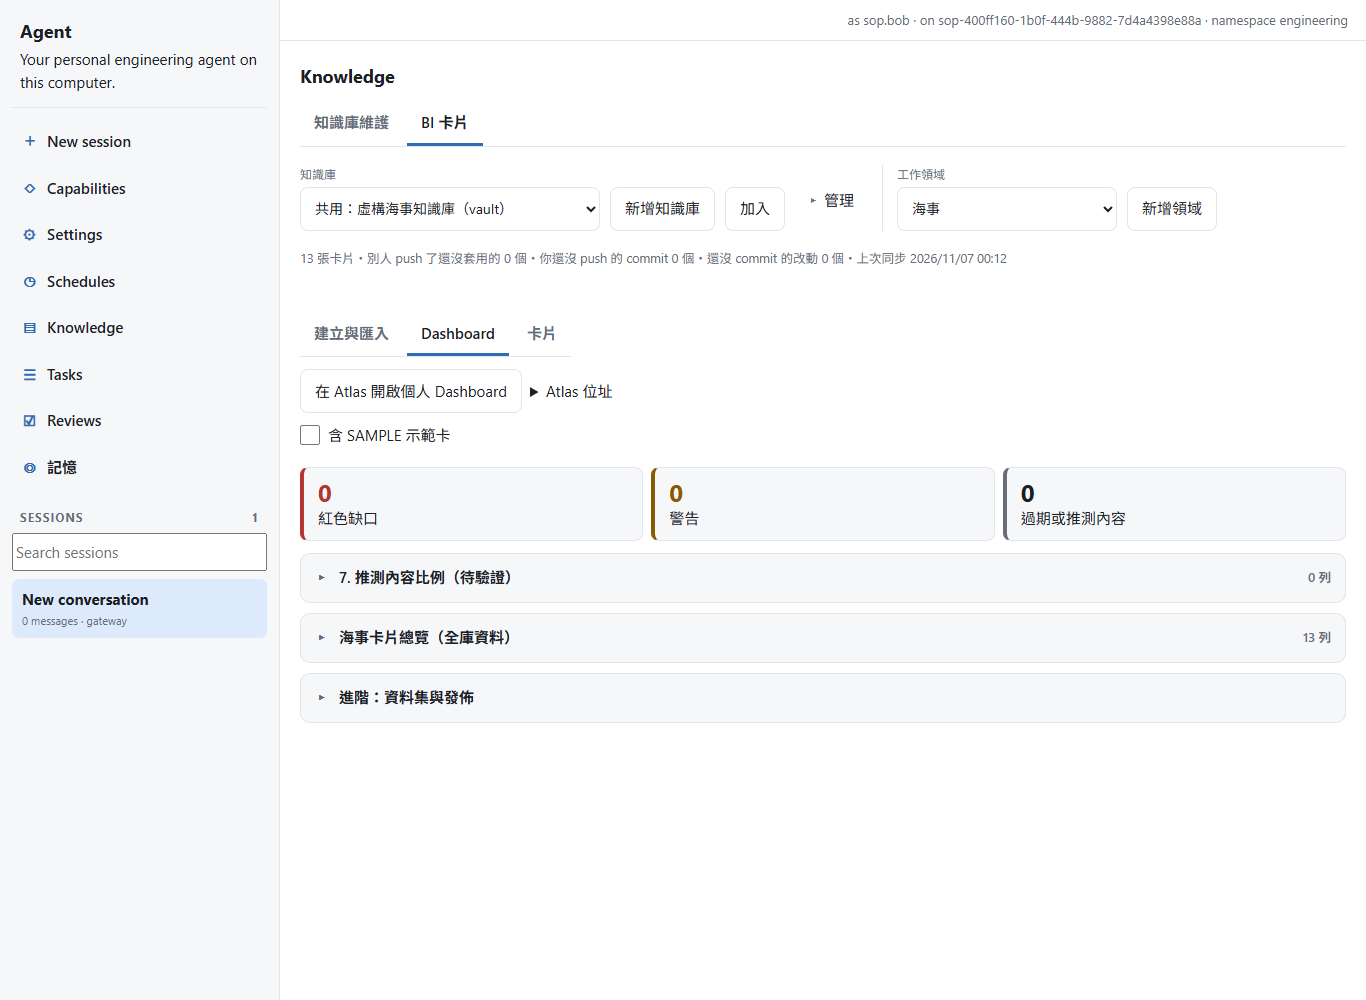 Agent
Your personal engineering agent on
this computer.
New session
Capabilities
Settings
Schedules
Knowledge
Tasks
Reviews
記憶
SESSIONS 1
Search sessions
New conversation
0 messages · gateway
as sop.bob · on sop-400ff160-1b0f-444b-9882-7d4a4398e88a · namespace engineering
Knowledge
知識庫維護 BI 卡片
知識庫 工作領域
共用：虛構海事知識庫（vault） 新增知識庫 加入 管理 海事 新增領域
13 張卡片・別人 push 了還沒套用的 0 個・你還沒 push 的 commit 0 個・還沒 commit 的改動 0 個・上次同步 2026/11/07 00:12
建立與匯入 Dashboard 卡片
在 Atlas 開啟個人 Dashboard Atlas 位址
含 SAMPLE 示範卡
0 0 0
紅色缺口 警告 過期或推測內容
7. 推測內容比例（待驗證） 0 列
海事卡片總覽（全庫資料） 13 列
進階：資料集與發佈